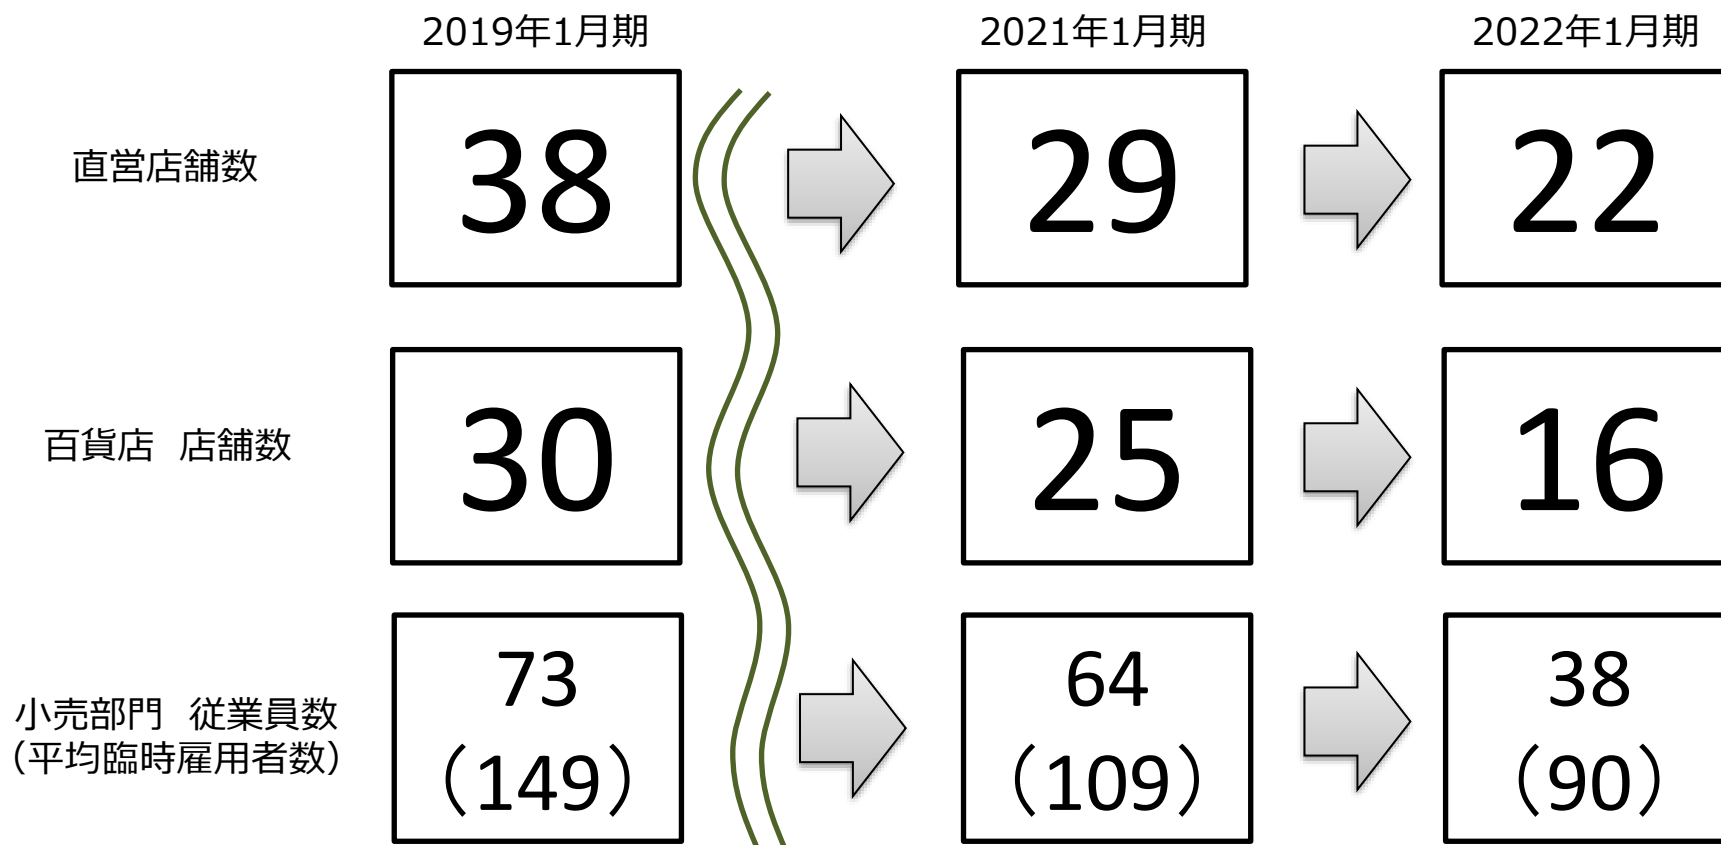 2019年1月期 2021年1月期 2022年1月期
直営店舗数 38 29 22
百貨店　店舗数 30 25 16
小売部門　従業員数
（平均臨時雇用者数）
73
（149）
64
（109）
38
（90）